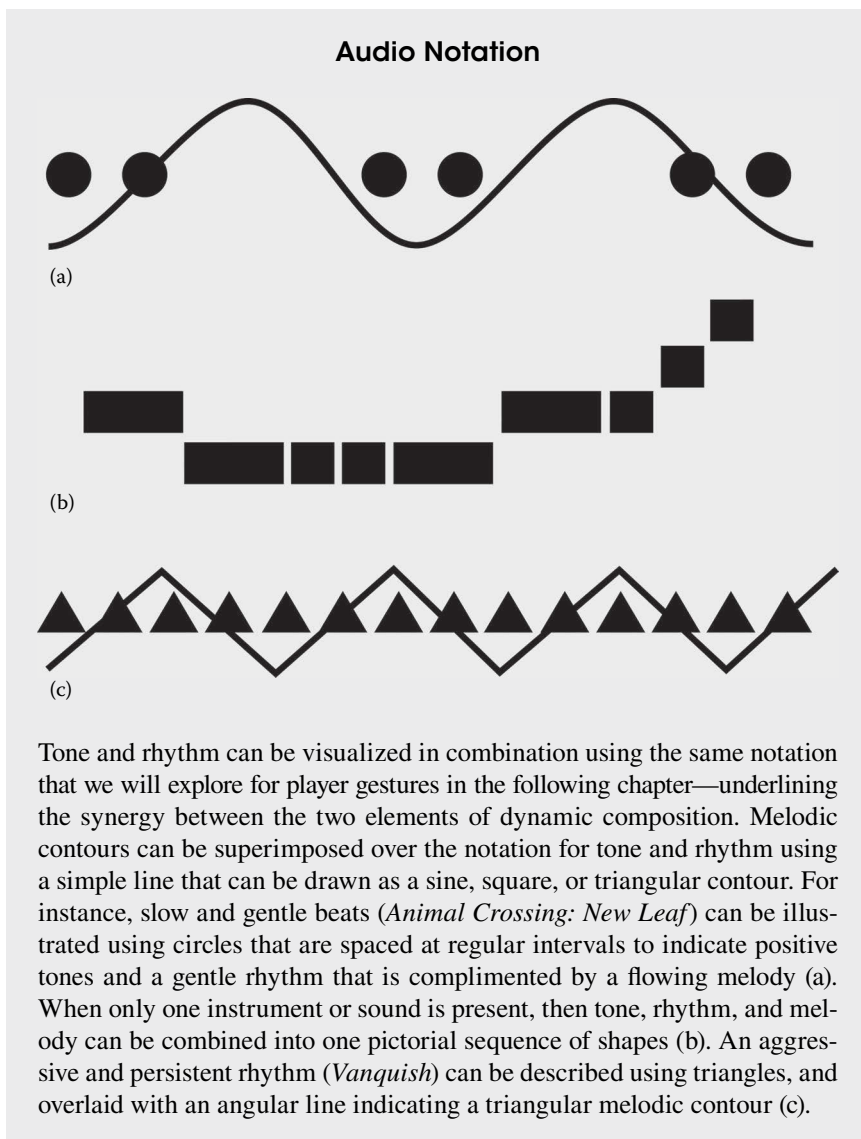 Audio Notation
(a)
(b)
(c)
Tone and rhythm can be visualized in combination using the same notation
that we will explore for player gestures in the following chapter—underlining
the synergy between the two elements of dynamic composition. Melodic
contours can be superimposed over the notation for tone and rhythm using
a simple line that can be drawn as a sine, square, or triangular contour. For
instance, slow and gentle beats (Animal Crossing: New Leaf) can be illus-
trated using circles that are spaced at regular intervals to indicate positive
tones and a gentle rhythm that is complimented by a flowing melody (a).
When only one instrument or sound is present, then tone, rhythm, and mel-
ody can be combined into one pictorial sequence of shapes (b). An aggres-
sive and persistent rhythm (Vanquish) can be described using triangles, and
overlaid with an angular line indicating a triangular melodic contour (c).